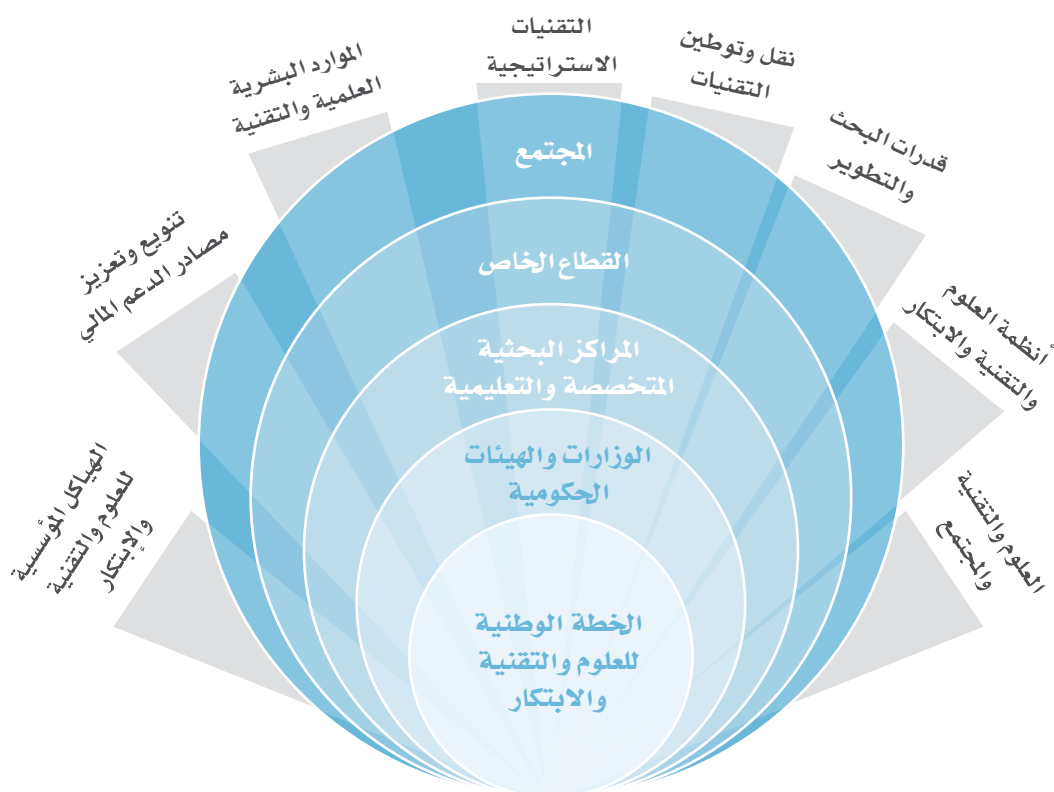 التقنيات
الاستراتيجية
نقل وتوطين
التقنيات
قدرات البحث
والتطوير
أنظمة العلوم
والتقنية والابتكار
العلوم والتقنية
والمجتمع
الموارد البشرية
العلمية والتقنية
تنويع وتعزيز
مصادر الدعم المالي
الهياكل المؤسسية
للعلوم والتقنية
والإبتكار
المجتمع
القطاع الخاص
المراكز البحثية
المتخصصة والتعليمية
الوزارات والهيئات
الحكومية
الخطة الوطنية
للعلوم والتقنية
والابتكار